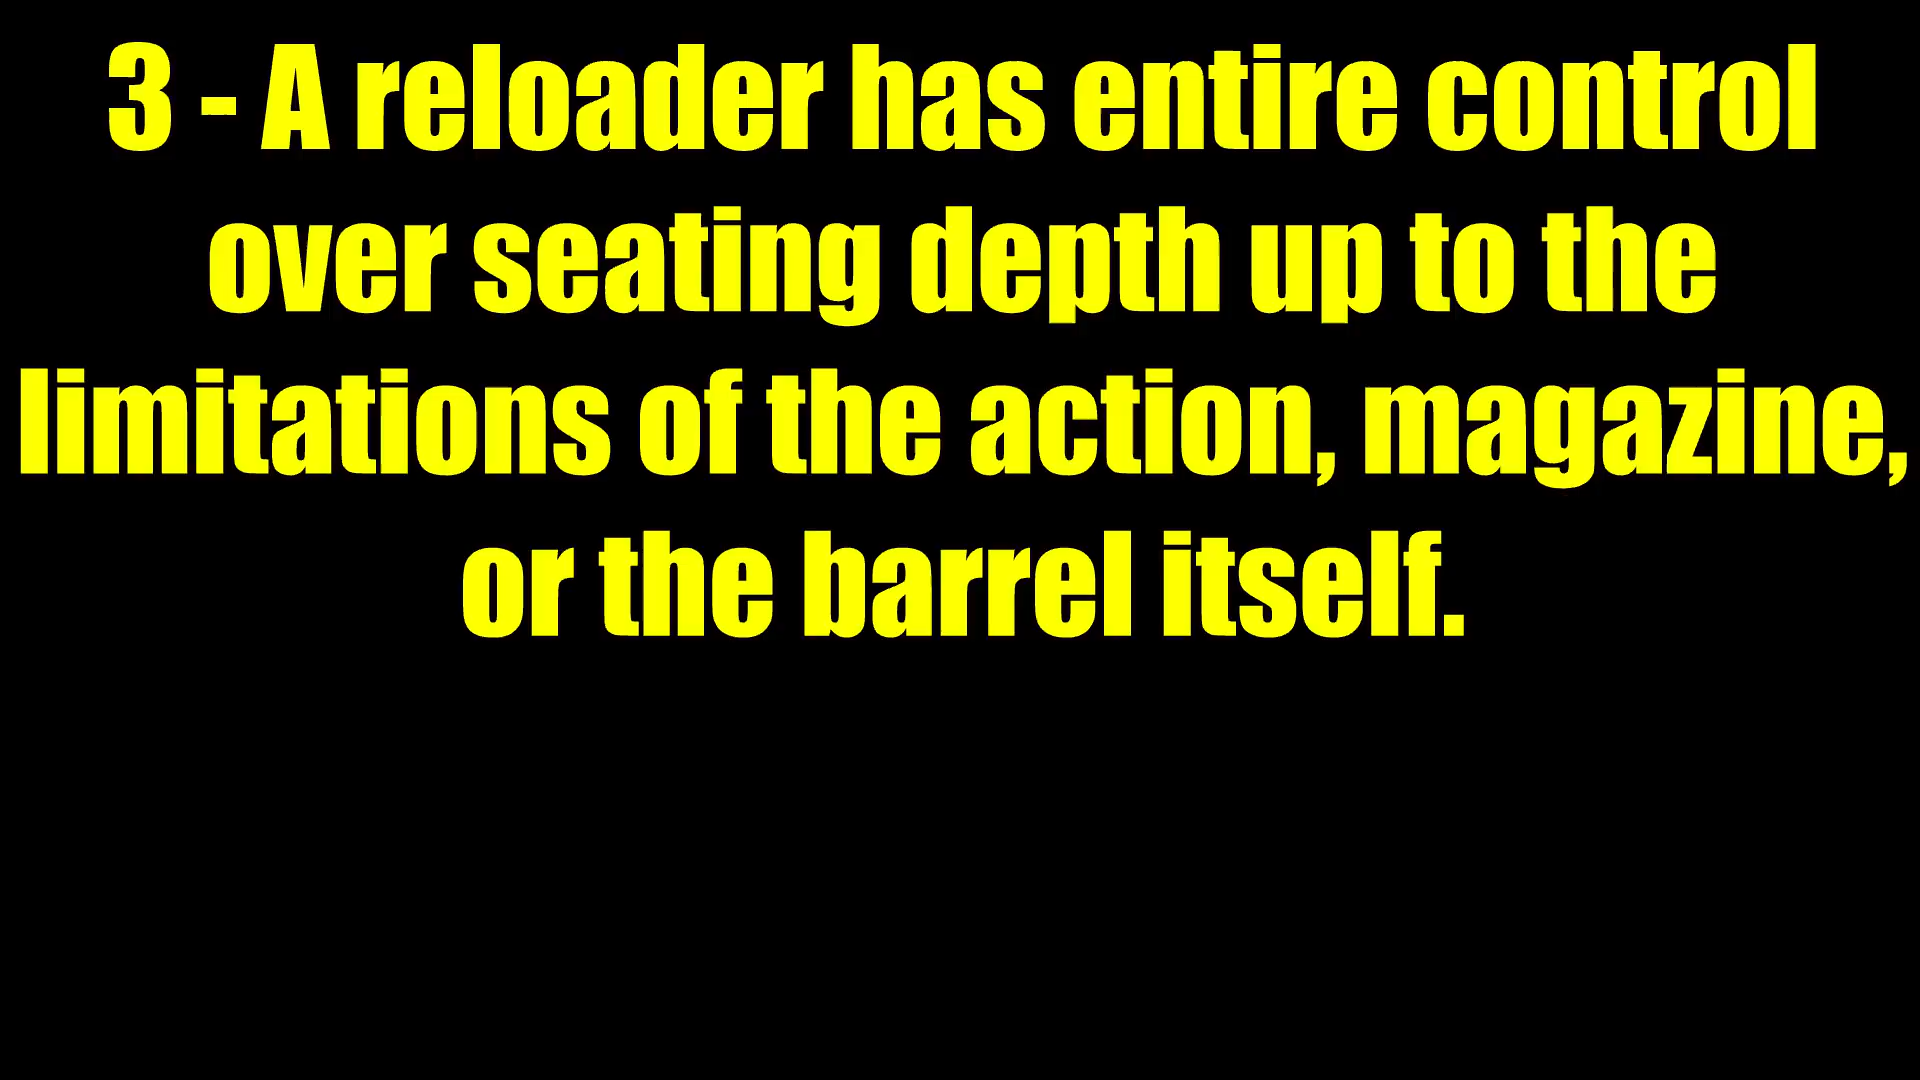 3 - A reloader has entire control
over seating depth up to the
limitations of the action, magazine,
or the barrel itself.